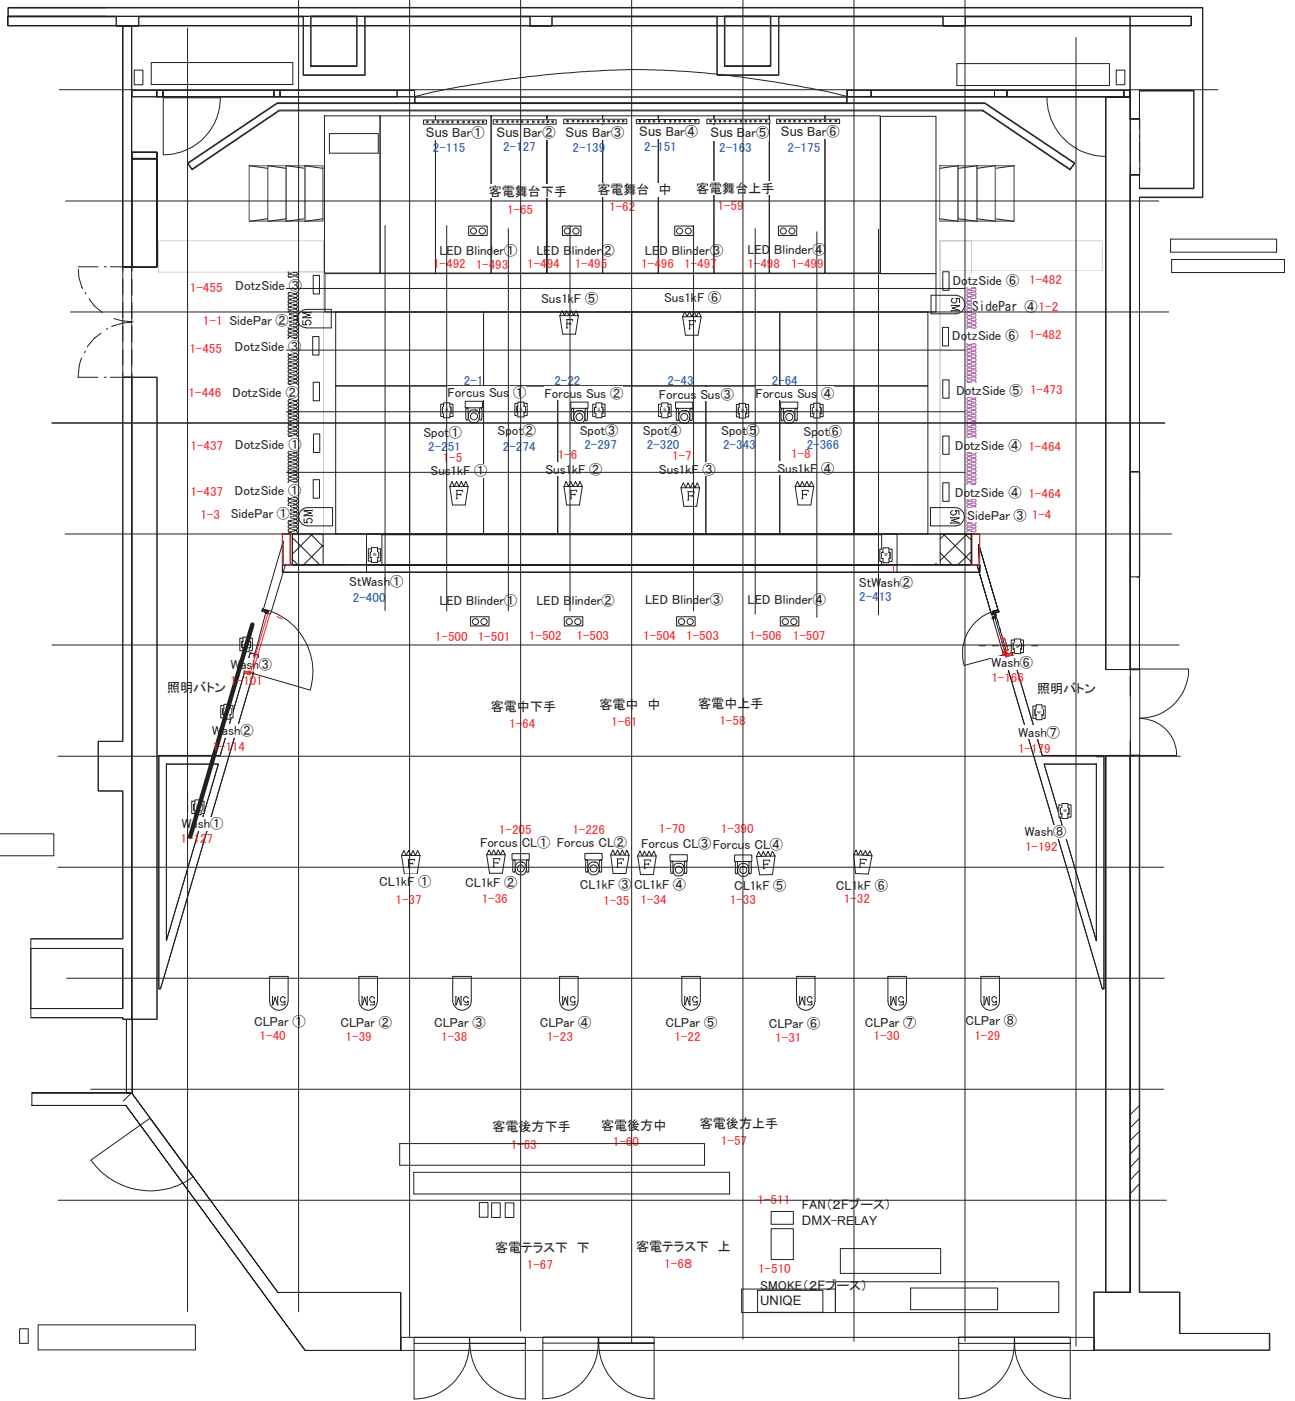 Sus Bar① Sus Bar② Sus Bar③ Sus Bar④ Sus Bar⑤ Sus Bar⑥
2-115 2-127 2-139 2-151 2-163 2-175
客電舞台下手 客電舞台 中 客電舞台上手
1-65 1-62 1-59
LED Blinder① LED Blinder② LED Blinder③ LED Blinder④
1-492 1-493 1-494 1-495 1-496 1-497 1-498 1-499
1-455 DotzSide ③
DotzSide ⑥ 1-482
Sus1kF ⑤ Sus1kF ⑥
SidePar ④ 1-2
1-1 SidePar ②
5M 5M
F F
DotzSide ⑥ 1-482
1-455 DotzSide ③
2-1 2-22 2-43 2-64
Forcus Sus ① Forcus Sus ② Forcus Sus③ Forcus Sus ④
1-446 DotzSide ②
DotzSide ⑤ 1-473
Spot① Spot② Spot③ Spot④ Spot⑤ Spot⑥
2-251 2-274 2-297 2-320 2-343 2-366
1-437 DotzSide ①
DotzSide ④ 1-464
1-5 1-6 1-7 1-8
Sus1kF ① Sus1kF ② Sus1kF ③ Sus1kF ④
F F F F
1-437 DotzSide ①
DotzSide ④ 1-464
1-3 SidePar ①
SidePar ③ 1-4
5M 5M
StWash① StWash②
2-400 2-413
LED Blinder① LED Blinder② LED Blinder③ LED Blinder④
1-500 1-501 1-502 1-503 1-504 1-503 1-506 1-507
Wash③
1-101
Wash⑥
1-166
照明バトン
照明バトン
客電中下手 客電中 中 客電中上手
1-64 1-61 1-58
Wash②
1-114
Wash⑦
1-179
Wash①
1-127
Wash⑧
1-192
1-205 1-226 1-70 1-390
Forcus CL① Forcus CL② Forcus CL③ Forcus CL④
F F F F F F
CL1kF ① CL1kF ② CL1kF ③ CL1kF ④ CL1kF ⑤ CL1kF ⑥
1-37 1-36 1-35 1-34 1-33 1-32
5M 5M 5M 5M 5M 5M 5M 5M
CLPar ① CLPar ② CLPar ③ CLPar ④ CLPar ⑤ CLPar ⑥ CLPar ⑦ CLPar ⑧
1-40 1-39 1-38 1-23 1-22 1-31 1-30 1-29
客電後方下手 客電後方中 客電後方上手
1-63 1-60 1-57
1-511 FAN(2Fブース)
DMX-RELAY
客電テラス下 下 客電テラス下 上
1-67 1-68
1-510
SMOKE(2Fブース)
UNIQE